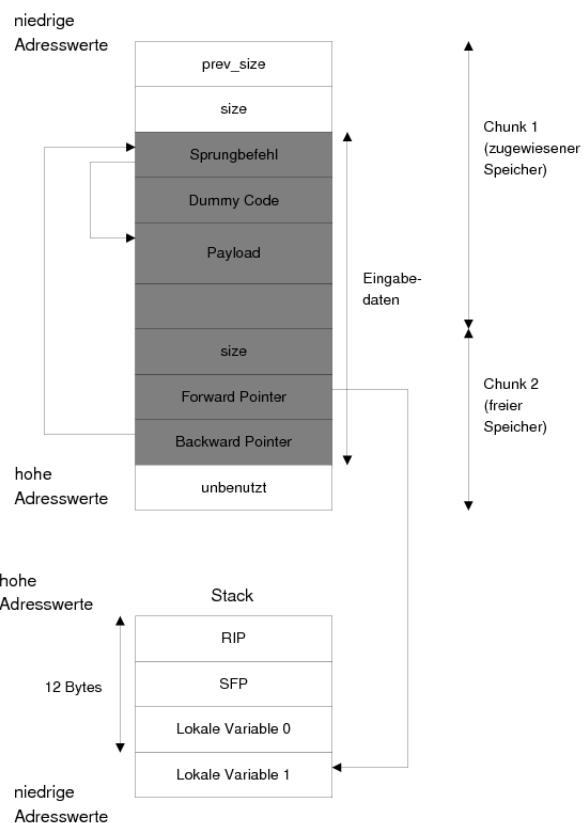 niedrige
Adresswerte
prev_size
size
Sprungbefehl
Chunk 1
(zugewiesener
Speicher)
Dummy Code
Payload
Eingabe-
daten
size
Forward Pointer
Chunk 2
(freier
Speicher)
Backward Pointer
hohe
Adresswerte
unbenutzt
hohe
Adresswerte
Stack
RIP
12 Bytes
SFP
Lokale Variable 0
Lokale Variable 1
niedrige
Adresswerte